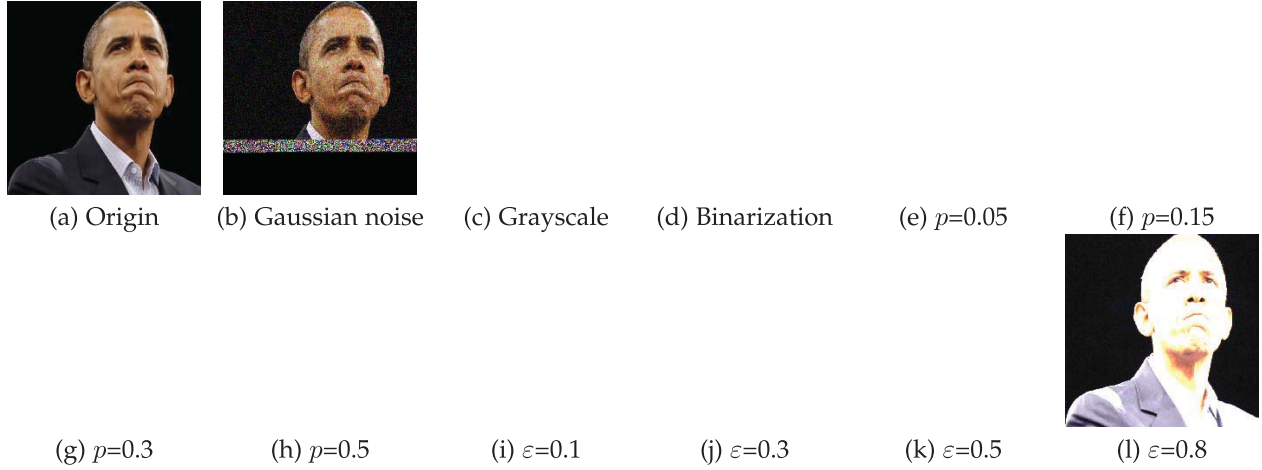 (a) Origin (b) Gaussian noise (c) Grayscale (d) Binarization (e) p=0.05 (f) p=0.15
(g) p=0.3 (h) p=0.5 (i) ε=0.1 (j) ε=0.3 (k) ε=0.5 (l) ε=0.8